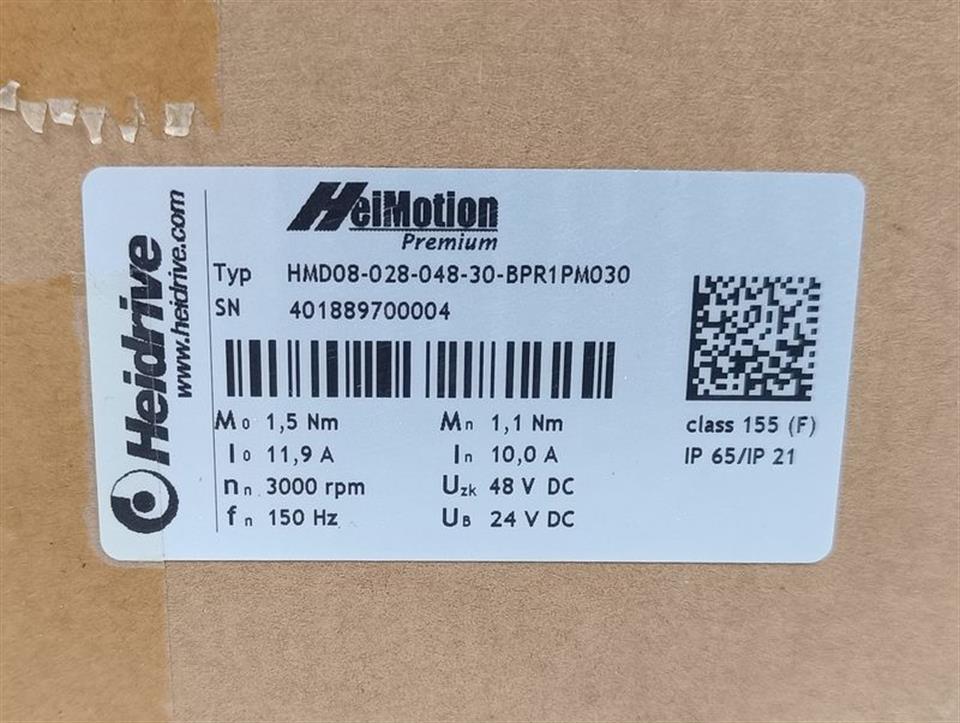 Heidrive
www.heidrive.com
HeiMotion
Premium
Typ HMD08-028-048-30-BPR1PM030
SN 401889700004
Mo 1,5 Nm Mn 1,1 Nm class 155 (F)
Io 11,9 A In 10,0 A IP 65/IP 21
nn 3000 rpm Uzk 48 V DC
fn 150 Hz UB 24 V DC